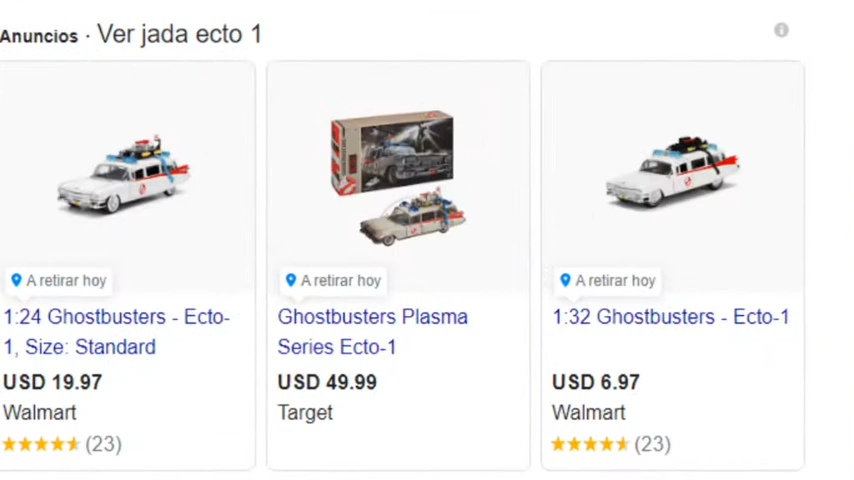 Anuncios · Ver jada ecto 1
A retirar hoy
1:24 Ghostbusters - Ecto-
1, Size: Standard
USD 19.97
Walmart
(23)
A retirar hoy
Ghostbusters Plasma
Series Ecto-1
USD 49.99
Target
A retirar hoy
1:32 Ghostbusters - Ecto-1
USD 6.97
Walmart
(23)